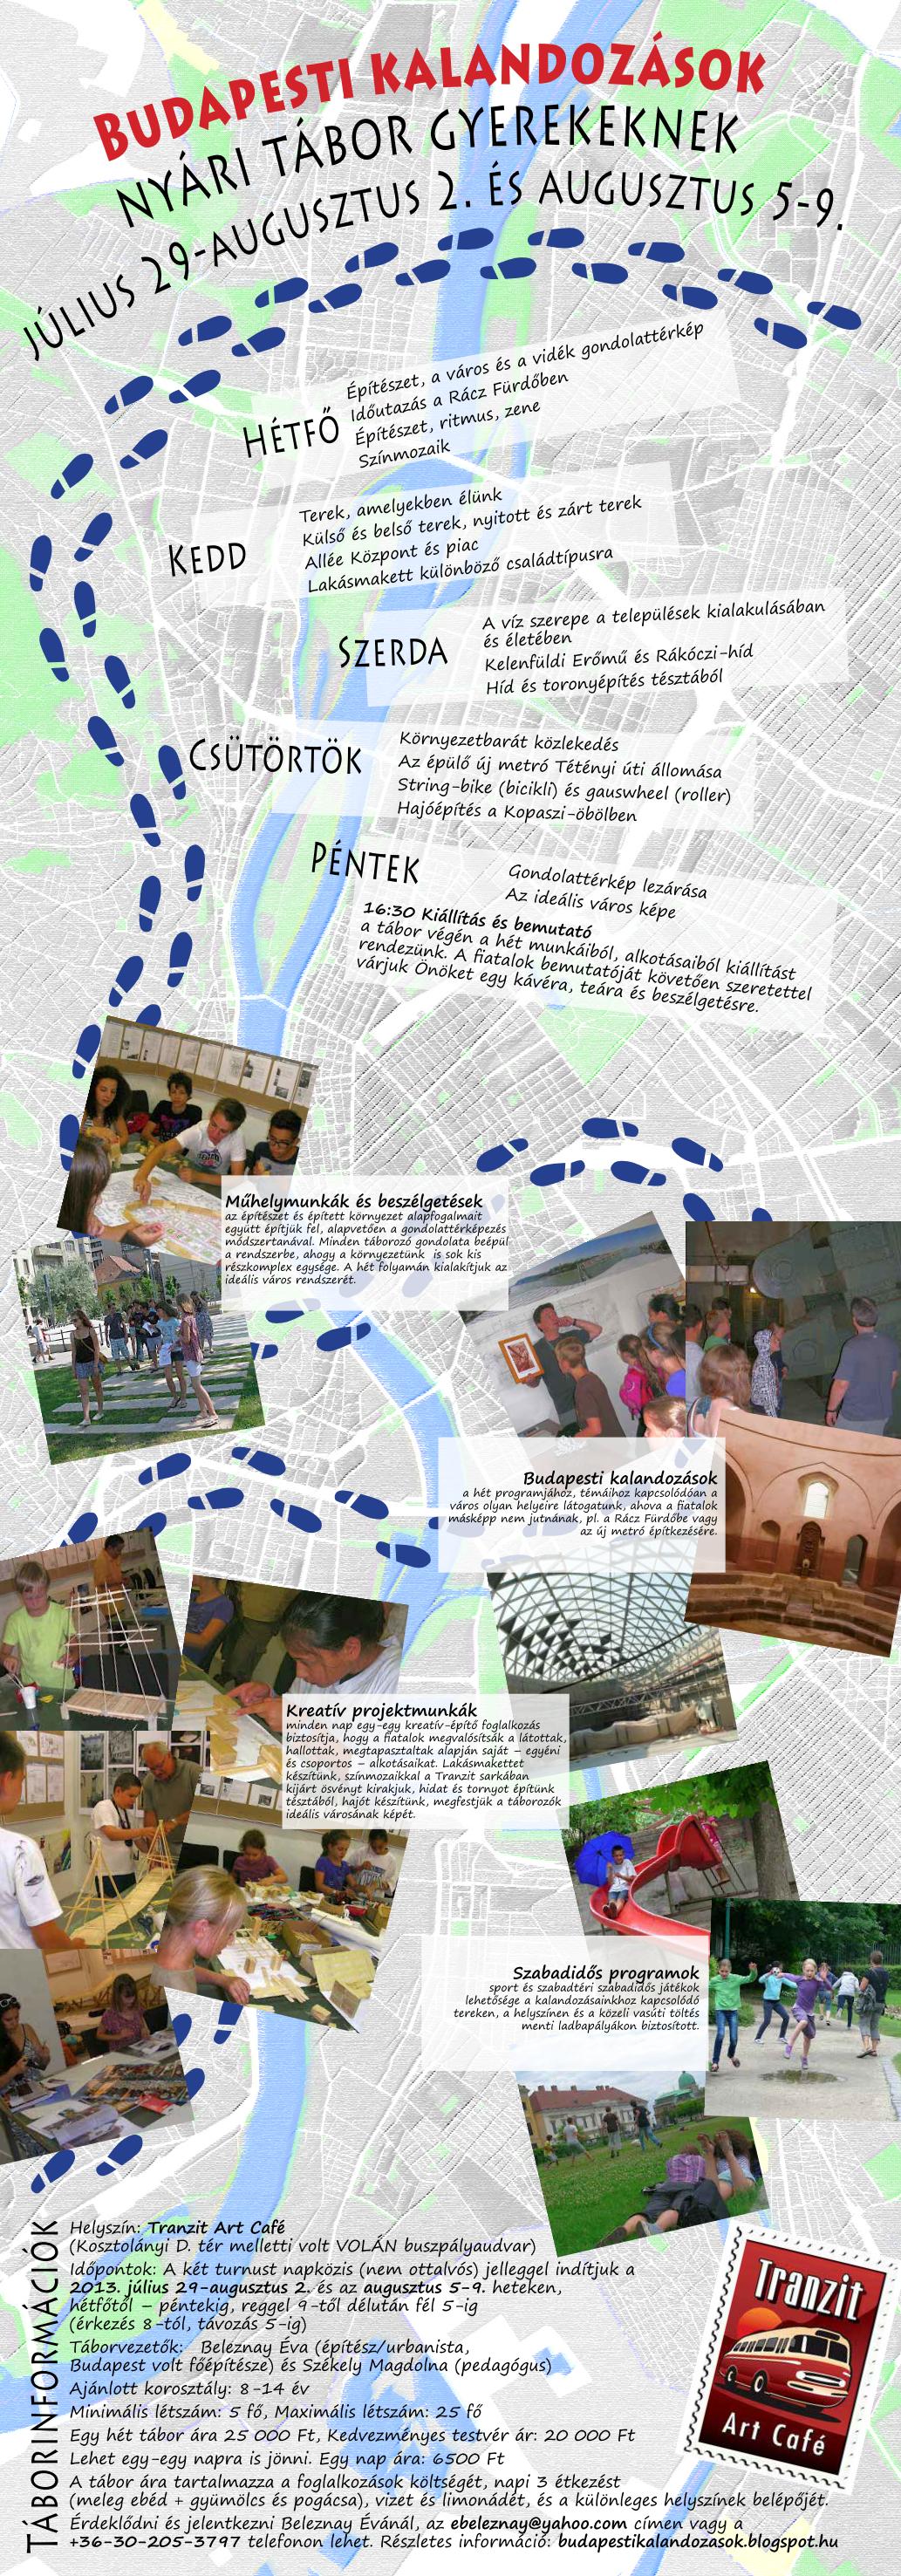 BUDAPESTI KALANDOZÁSOK
NYÁRI TÁBOR GYEREKEKNEK
JÚLIUS 29-AUGUSZTUS 2. ÉS AUGUSZTUS 5-9.
HÉTFŐ
Építészet, a város és a vidék gondolattérkép
Időutazás a Rácz Fürdőben
Építészet, ritmus, zene
Színmozaik
KEDD
Terek, amelyekben élünk
Külső és belső terek, nyitott és zárt terek
Allée Központ és piac
Lakásmakett különböző családtípusra
SZERDA
A víz szerepe a települések kialakulásában
és életében
Kelenfüldi Erőmű és Rákóczi-híd
Híd és toronyépítés tésztából
CSÜTÖRTÖK
Környezetbarát közlekedés
Az épülő új metró Tétényi úti állomása
String-bike (bicikli) és gauswheel (roller)
Hajóépítés a Kopaszi-öbölben
PÉNTEK
Gondolattérkép lezárása
Az ideális város képe
16:30 Kiállítás és bemutató
a tábor végén a hét munkáiból, alkotásaiból kiállítást
rendezünk. A fiatalok bemutatóját követően szeretettel
várjuk Önöket egy kávéra, teára és beszélgetésre.
Műhelymunkák és beszélgetések
az építészet és épített környezet alapfogalmait
együtt építjük fel, alapvetően a gondolattérképezés
módszertanával. Minden táborozó gondolata beépül
a rendszerbe, ahogy a környezetünk is sok kis
részkomplex egysége. A hét folyamán kialakítjuk az
ideális város rendszerét.
Budapesti kalandozások
a hét programjához, témáihoz kapcsolódóan a
város olyan helyeire látogatunk, ahova a fiatalok
másképp nem jutnának, pl. a Rácz Fürdőbe vagy
az új metró építkezésére.
Kreatív projektmunkák
minden nap egy-egy kreatív-építő foglalkozás
biztosítja, hogy a fiatalok megvalósítsák a látottak,
hallottak, megtapasztaltak alapján saját – egyéni
és csoportos – alkotásaikat. Lakásmakettet
készítünk, színmozaikkal a Tranzit sarkában
kijárt ösvényt kirakjuk, hidat és tornyot építünk
tésztából, hajót készítünk, megfestjük a táborozók
ideális városának képét.
Szabadidős programok
sport és szabadtéri szabadidős játékok
lehetősége a kalandozásainkhoz kapcsolódó
tereken, a helyszínen és a közeli vasúti töltés
menti ladbapályákon biztosított.
TÁBORINFORMÁCIÓK
Helyszín: Tranzit Art Café
(Kosztolányi D. tér melletti volt VOLÁN buszpályaudvar)
Időpontok: A két turnust napközis (nem ottalvós) jelleggel indítjuk a
2013. július 29-augusztus 2. és az augusztus 5-9. heteken,
hétfőtől – péntekig, reggel 9-től délután fél 5-ig
(érkezés 8-tól, távozás 5-ig)
Táborvezetők: Beleznay Éva (építész/urbanista,
Budapest volt főépítésze) és Székely Magdolna (pedagógus)
Ajánlott korosztály: 8-14 év
Minimális létszám: 5 fő, Maximális létszám: 25 fő
Egy hét tábor ára 25 000 Ft, Kedvezményes testvér ár: 20 000 Ft
Lehet egy-egy napra is jönni. Egy nap ára: 6500 Ft
A tábor ára tartalmazza a foglalkozások költségét, napi 3 étkezést
(meleg ebéd + gyümölcs és pogácsa), vizet és limonádét, és a különleges helyszínek belépőjét.
Érdeklődni és jelentkezni Beleznay Évánál, az ebeleznay@yahoo.com címen vagy a
+36-30-205-3797 telefonon lehet. Részletes információ: budapestikalandozasok.blogspot.hu
Tranzit
Art Café